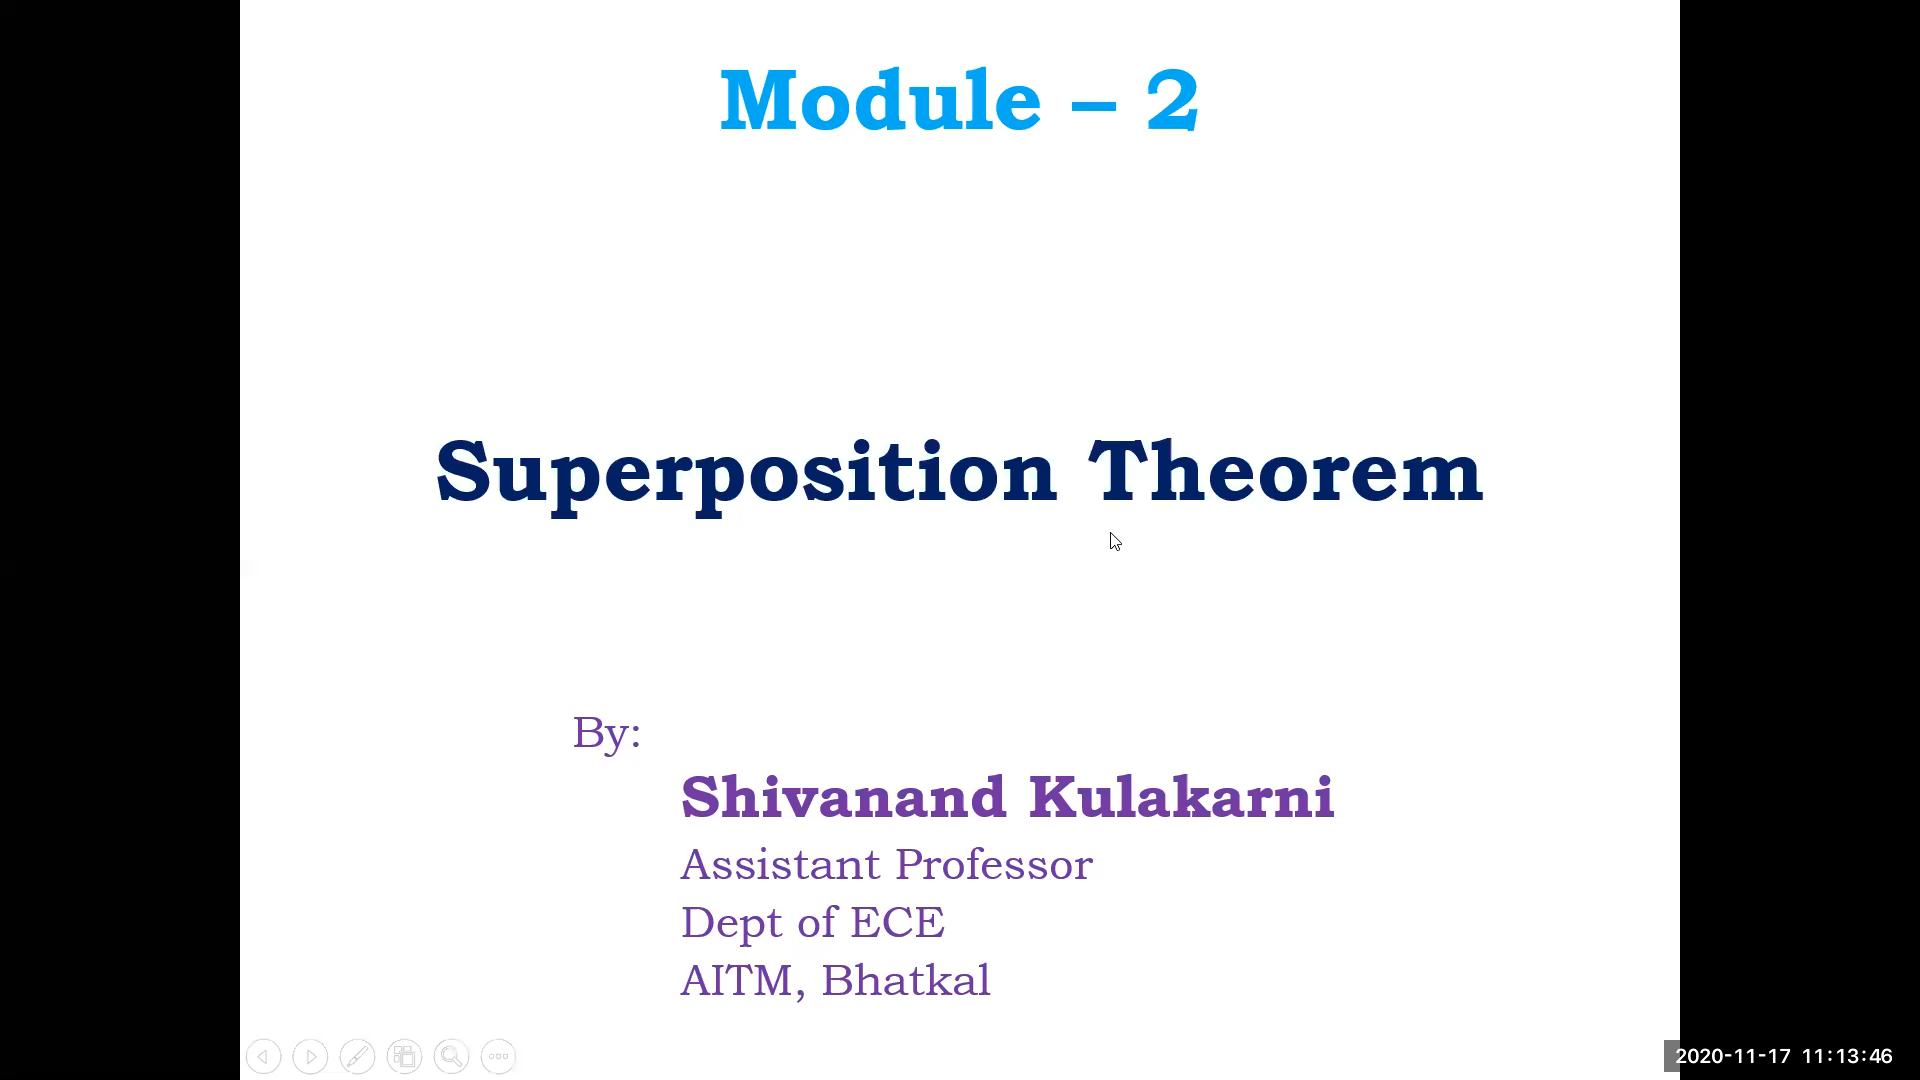 Module – 2
Superposition Theorem
By:
Shivanand Kulakarni
Assistant Professor
Dept of ECE
AITM, Bhatkal
2020-11-17 11:13:46